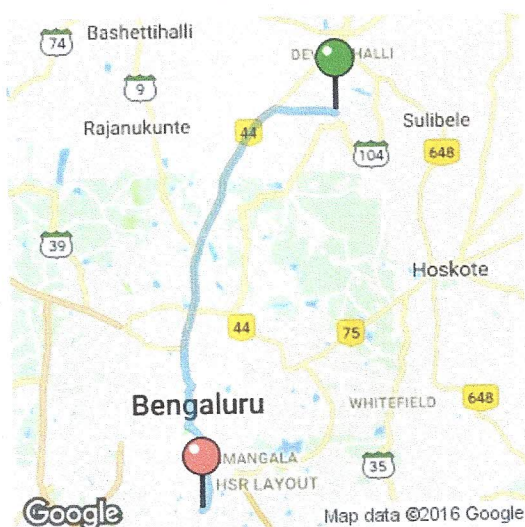 74
Bashettihalli
DEV HALLI
9
Rajanukunte
44
Sulibele
104
648
39
Hoskote
44
75
Bengaluru
WHITEFIELD
648
MANGALA
HSR LAYOUT
35
Google
Map data ©2016 Google